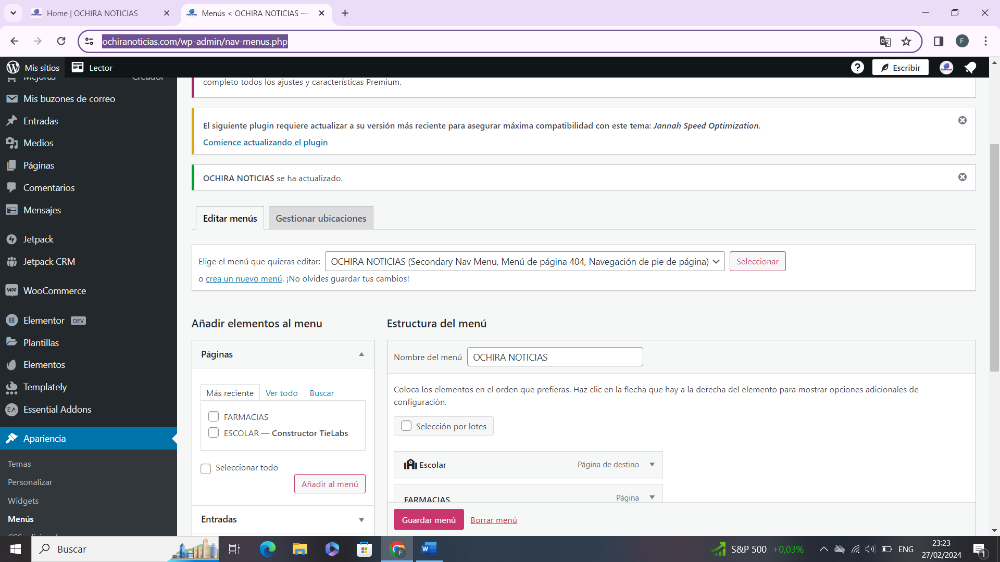 Home | OCHIRA NOTICIAS
Menús < OCHIRA NOTICIAS —
ochiranoticias.com/wp-admin/nav-menus.php
F
Mis sitios
Lector
?
Escribir
Mejoras
Creador
Mis buzones de correo
Entradas
Medios
Páginas
Comentarios
Mensajes
Jetpack
Jetpack CRM
Woo
WooCommerce
Elementor DEV
Plantillas
Elementos
Templately
Essential Addons
Apariencia
Temas
Personalizar
Widgets
Menús
completo todos los ajustes y características Premium.
El siguiente plugin requiere actualizar a su versión más reciente para asegurar máxima compatibilidad con este tema: Jannah Speed Optimization.
Comience actualizando el plugin
OCHIRA NOTICIAS se ha actualizado.
Editar menús
Gestionar ubicaciones
Elige el menú que quieras editar: OCHIRA NOTICIAS (Secondary Nav Menu, Menú de página 404, Navegación de pie de página) Seleccionar
o crea un nuevo menú. ¡No olvides guardar tus cambios!
Añadir elementos al menu
Páginas
Más reciente Ver todo Buscar
FARMACIAS
ESCOLAR — Constructor TieLabs
Seleccionar todo
Añadir al menú
Entradas
Estructura del menú
Nombre del menú OCHIRA NOTICIAS
Coloca los elementos en el orden que prefieras. Haz clic en la flecha que hay a la derecha del elemento para mostrar opciones adicionales de
configuración.
Selección por lotes
Escolar Página de destino
FARMACIAS Página
Guardar menú Borrar menú
Buscar
S&P 500 +0,03%
ENG
23:23
27/02/2024
1